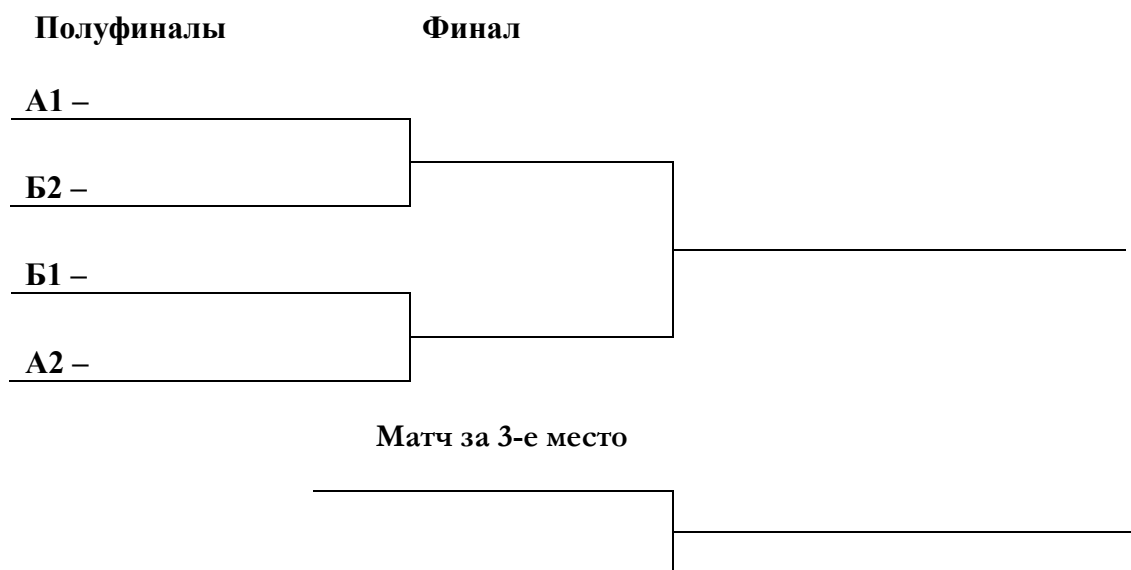 Полуфиналы Финал
А1 –
Б2 –
Б1 –
А2 –
Матч за 3-е место